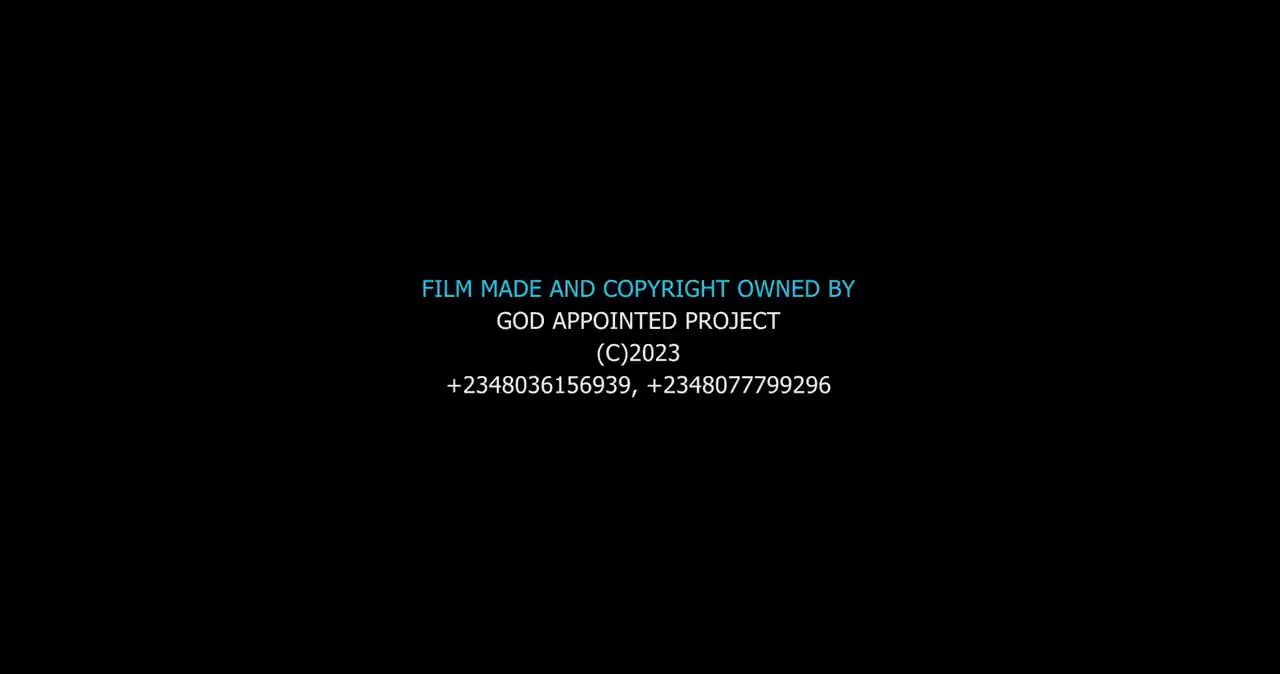 FILM MADE AND COPYRIGHT OWNED BY
GOD APPOINTED PROJECT
(C)2023
+2348036156939, +2348077799296